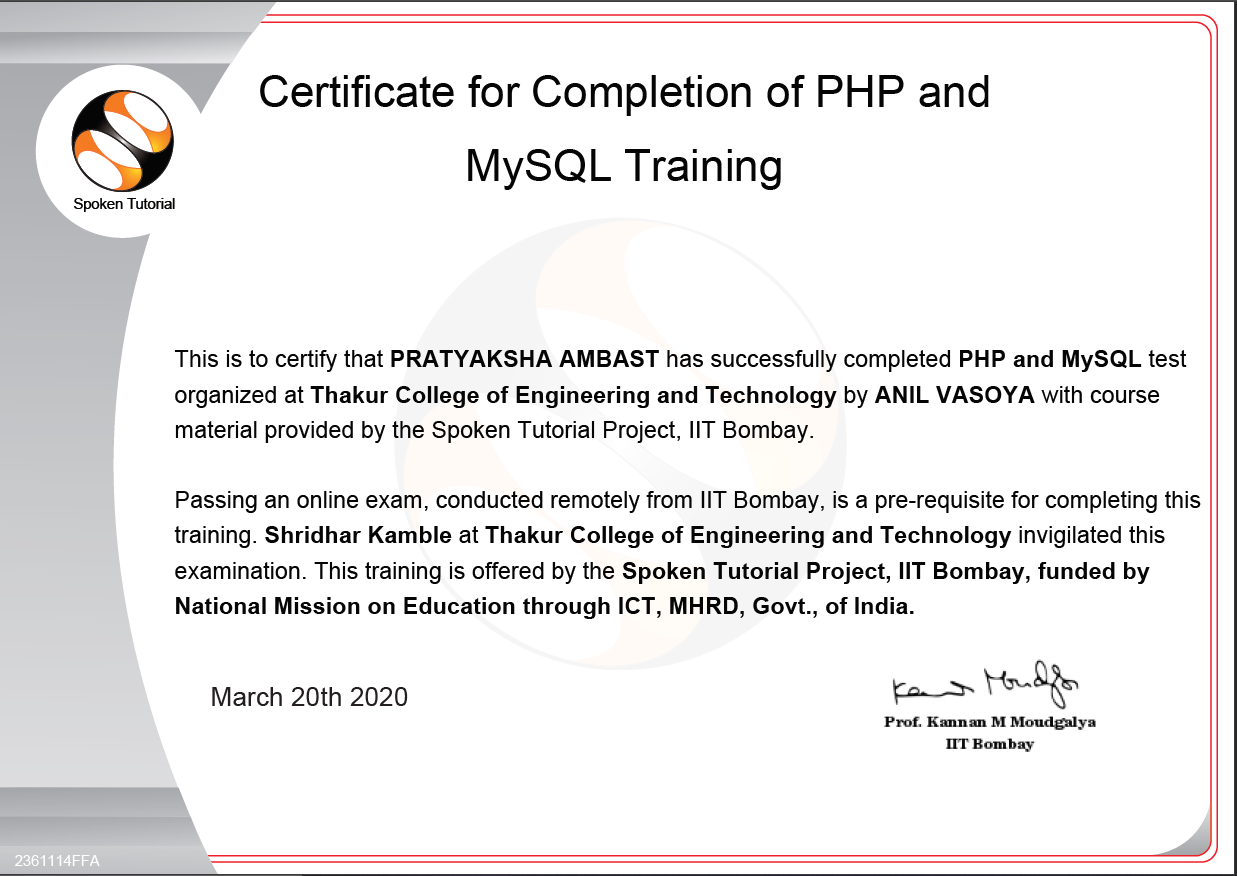 Certificate for Completion of PHP and
MySQL Training
Spoken Tutorial
This is to certify that PRATYAKSHA AMBAST has successfully completed PHP and MySQL test
organized at Thakur College of Engineering and Technology by ANIL VASOYA with course
material provided by the Spoken Tutorial Project, IIT Bombay.
Passing an online exam, conducted remotely from IIT Bombay, is a pre-requisite for completing this
training. Shridhar Kamble at Thakur College of Engineering and Technology invigilated this
examination. This training is offered by the Spoken Tutorial Project, IIT Bombay, funded by
National Mission on Education through ICT, MHRD, Govt., of India.
March 20th 2020
Kannan Moudgalya
Prof. Kannan M Moudgalya
IIT Bombay
2361114FFA